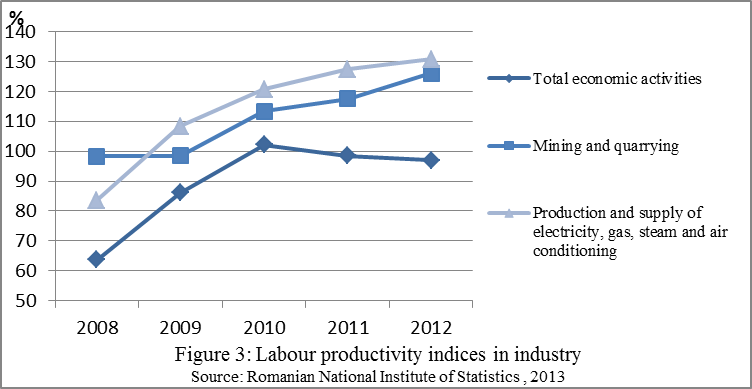 %
140
130
120
110
100
90
80
70
60
50
2008 2009 2010 2011 2012
Total economic activities
Mining and quarrying
Production and supply of
electricity, gas, steam and air
conditioning
Figure 3: Labour productivity indices in industry
Source: Romanian National Institute of Statistics , 2013